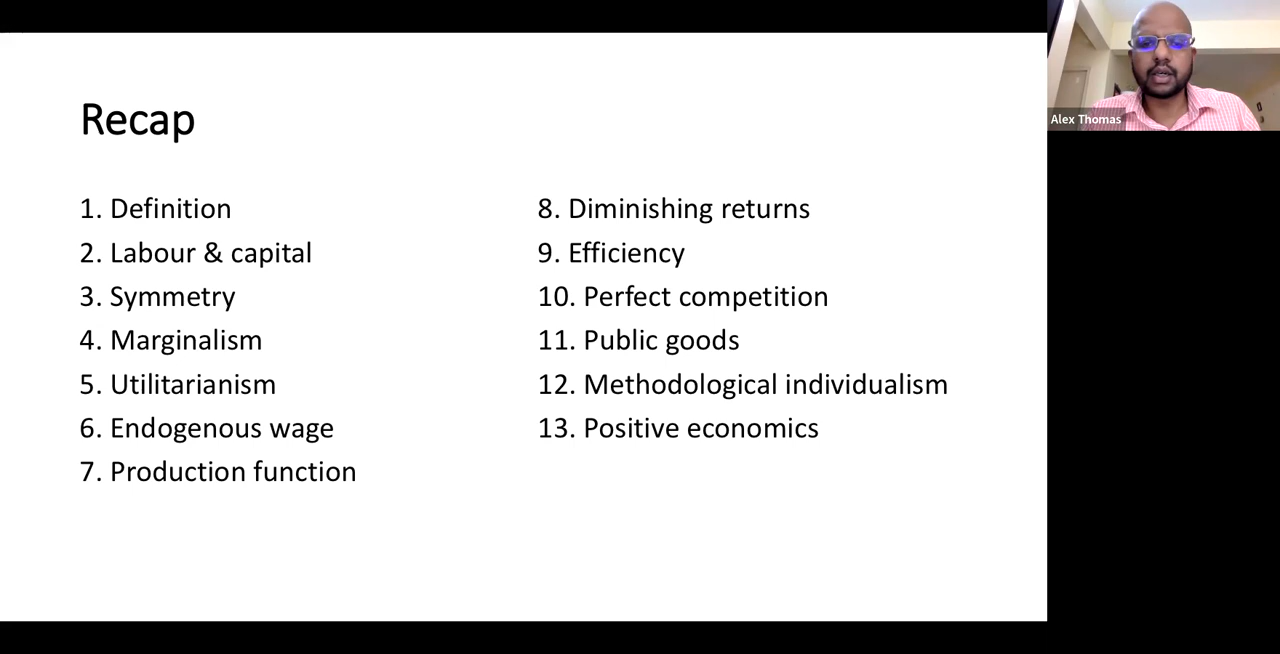 Recap
1. Definition
2. Labour & capital
3. Symmetry
4. Marginalism
5. Utilitarianism
6. Endogenous wage
7. Production function
8. Diminishing returns
9. Efficiency
10. Perfect competition
11. Public goods
12. Methodological individualism
13. Positive economics
Alex Thomas